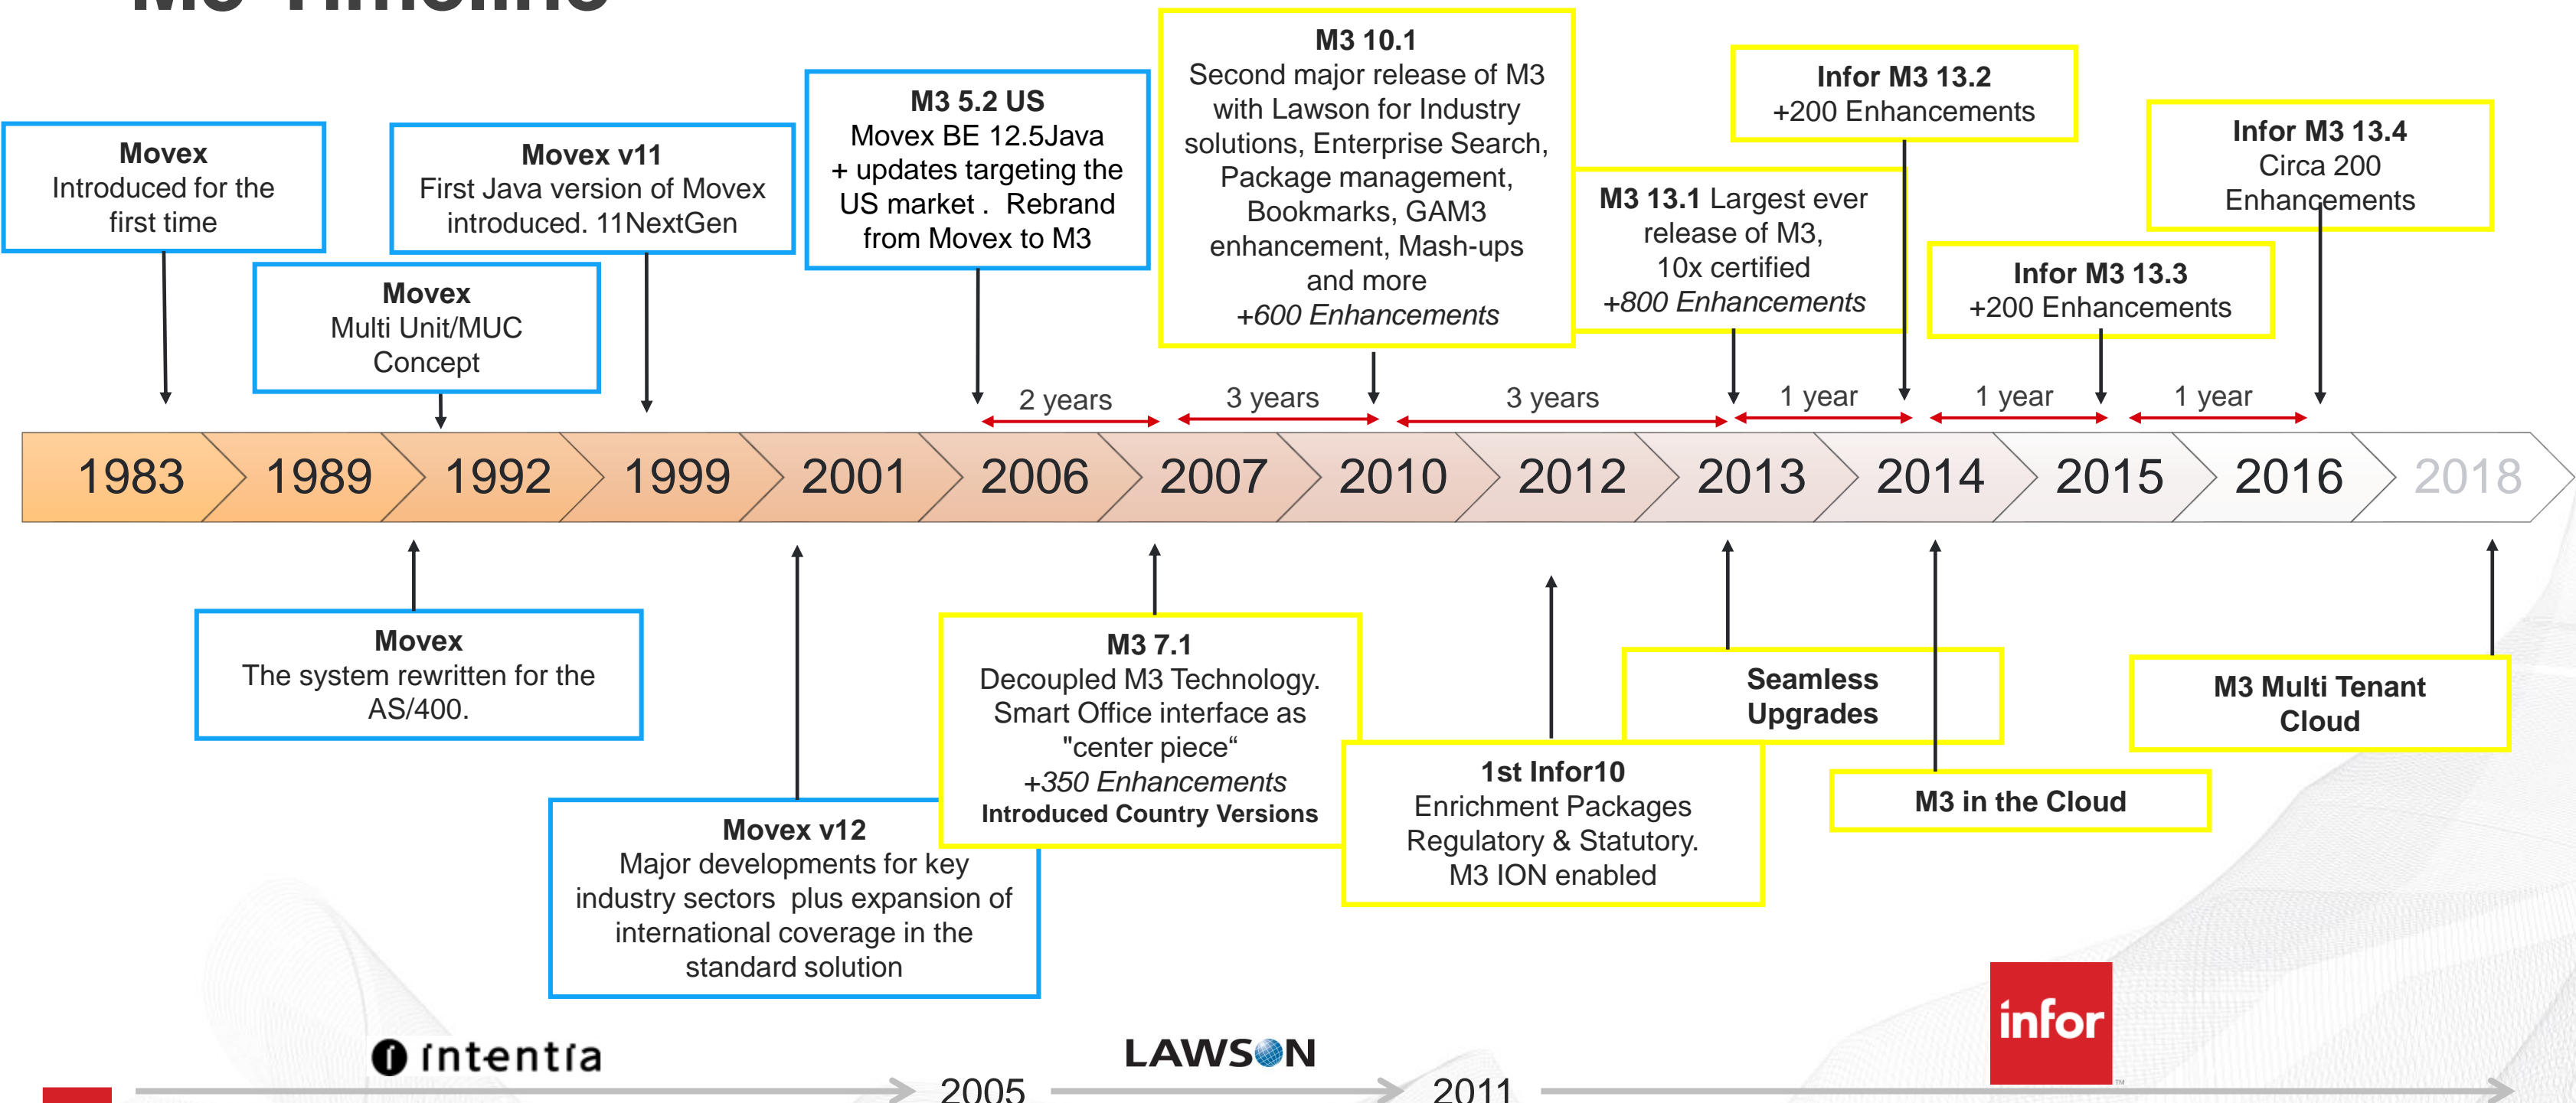 M3 Timeline
Movex
Introduced for the
first time
Movex
Multi Unit/MUC
Concept
Movex v11
First Java version of Movex
introduced. 11NextGen
M3 5.2 US
Movex BE 12.5Java
+ updates targeting the
US market . Rebrand
from Movex to M3
M3 10.1
Second major release of M3
with Lawson for Industry
solutions, Enterprise Search,
Package management,
Bookmarks, GAM3
enhancement, Mash-ups
and more
+600 Enhancements
M3 13.1 Largest ever
release of M3,
10x certified
+800 Enhancements
Infor M3 13.2
+200 Enhancements
Infor M3 13.3
+200 Enhancements
Infor M3 13.4
Circa 200
Enhancements
2 years
3 years
3 years
1 year
1 year
1 year
1983
1989
1992
1999
2001
2006
2007
2010
2012
2013
2014
2015
2016
2018
Movex
The system rewritten for the
AS/400.
Movex v12
Major developments for key
industry sectors plus expansion of
international coverage in the
standard solution
M3 7.1
Decoupled M3 Technology.
Smart Office interface as
"center piece“
+350 Enhancements
Introduced Country Versions
1st Infor10
Enrichment Packages
Regulatory & Statutory.
M3 ION enabled
Seamless
Upgrades
M3 in the Cloud
M3 Multi Tenant
Cloud
intentia
LAWSON
infor
TM
2005
2011